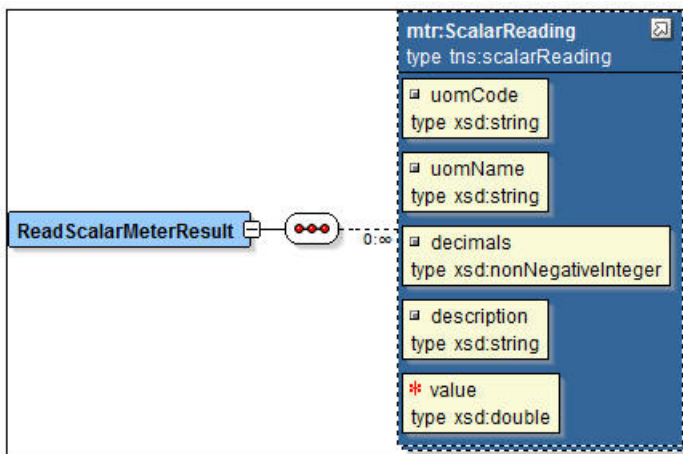 mtr:ScalarReading
type tns:scalarReading
uomCode
type xsd:string
uomName
type xsd:string
ReadScalarMeterResult
0:∞
decimals
type xsd:nonNegativeInteger
description
type xsd:string
* value
type xsd:double